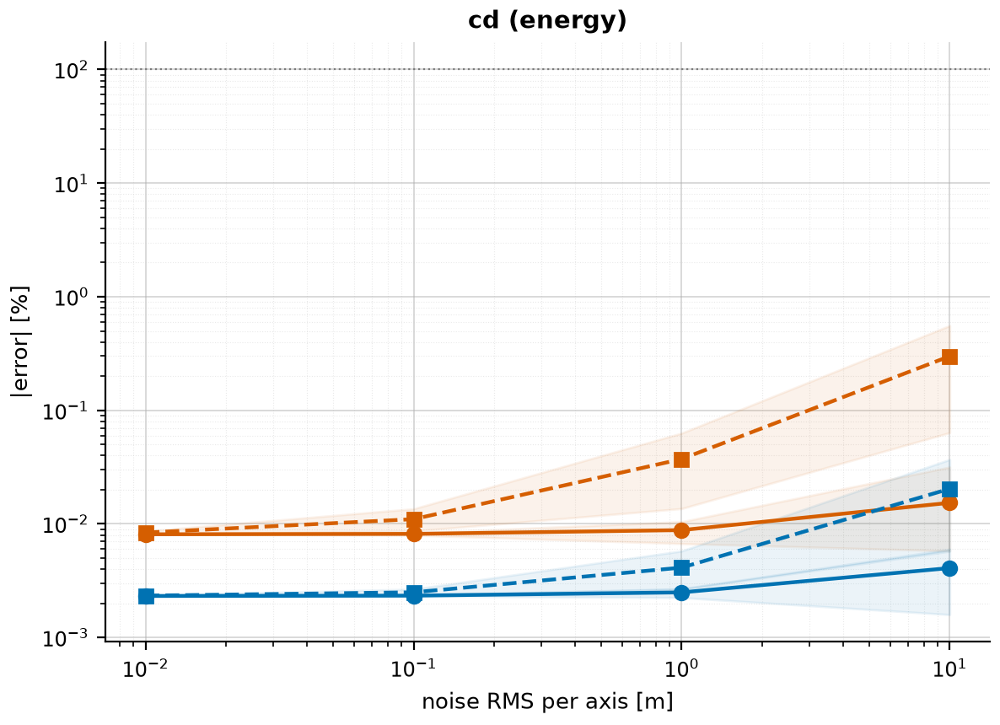 cd (energy)
|error| [%]
10²
10¹
10⁰
10⁻¹
10⁻²
10⁻³
10⁻² 10⁻¹ 10⁰ 10¹
noise RMS per axis [m]